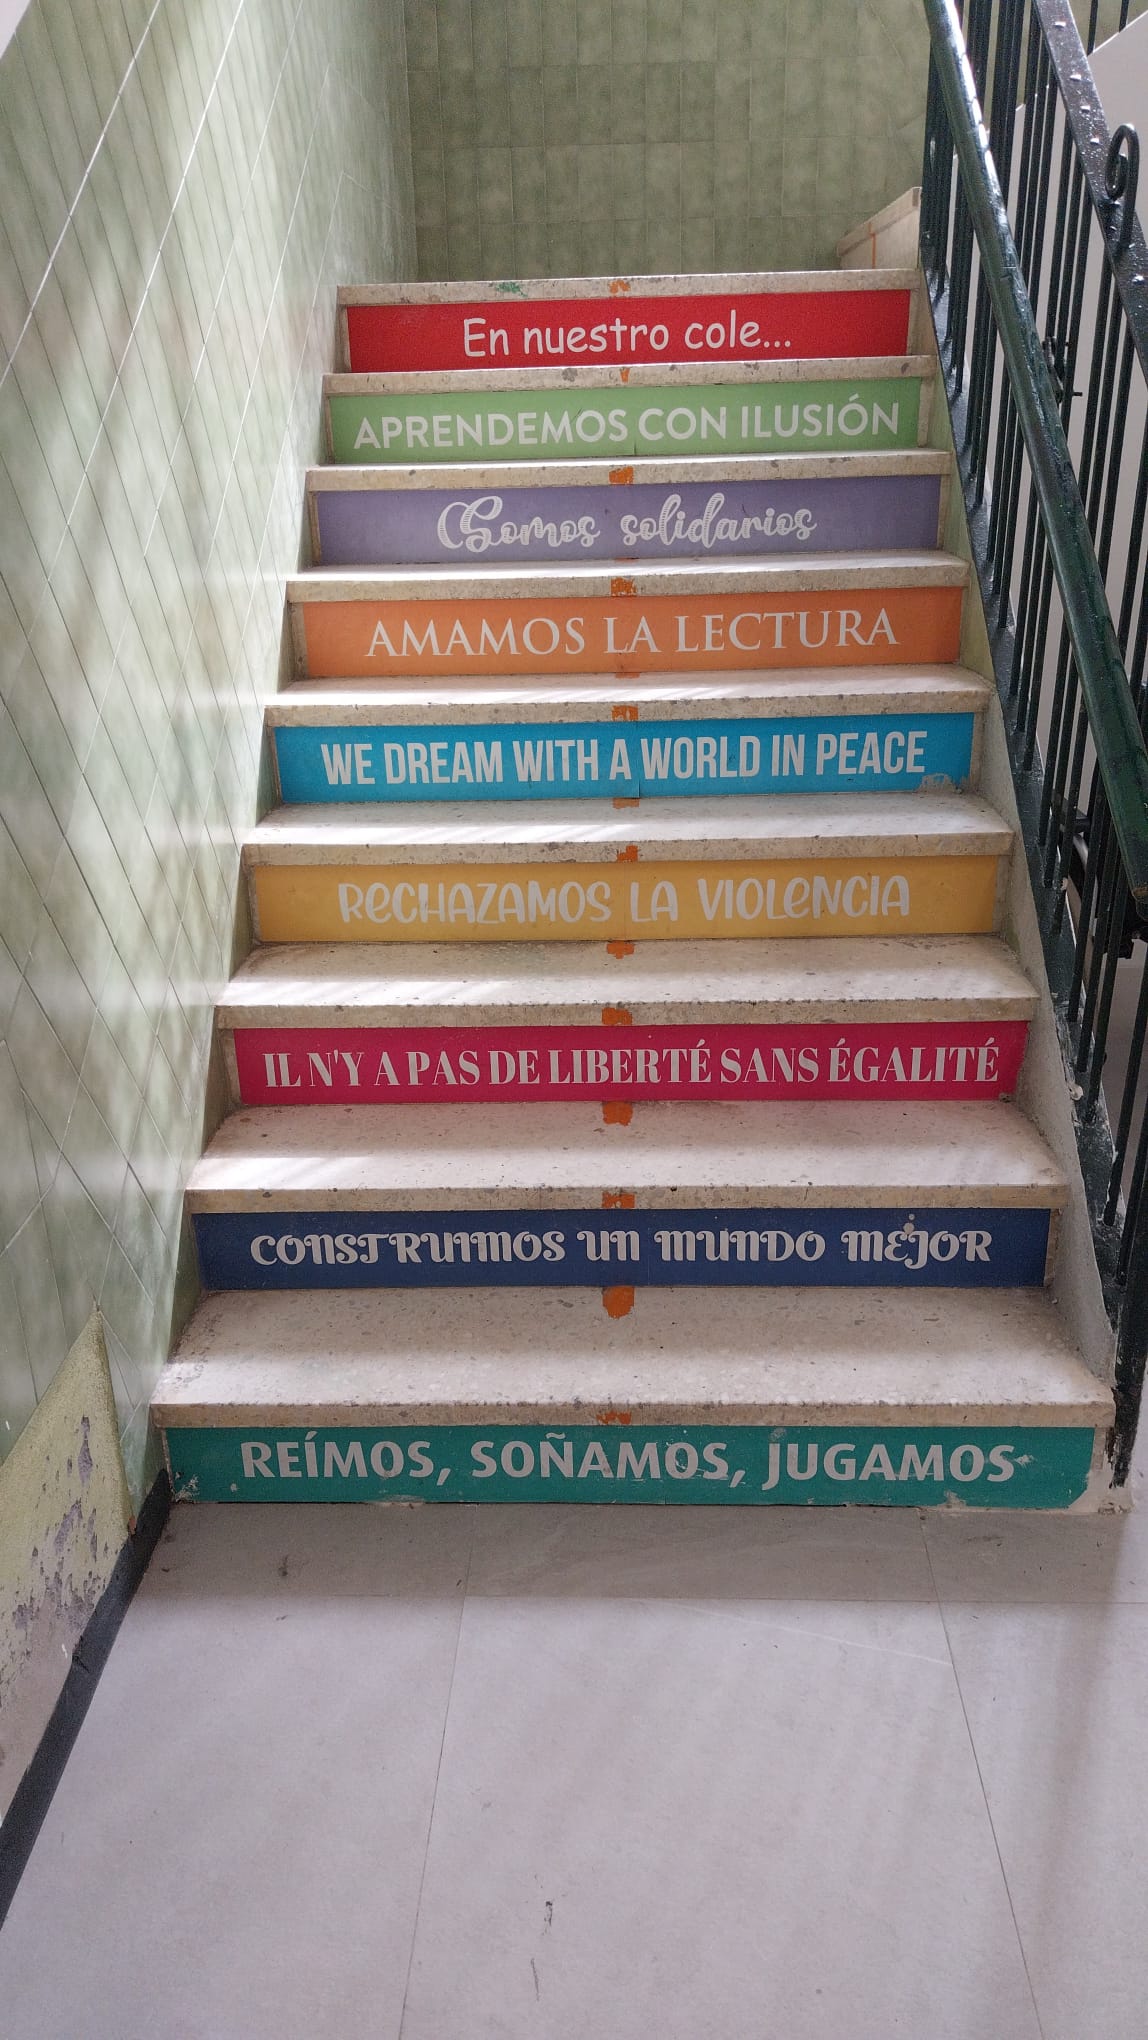 En nuestro cole...
APRENDEMOS CON ILUSIÓN
Somos solidarios
AMAMOS LA LECTURA
WE DREAM WITH A WORLD IN PEACE
RECHAZAMOS LA VIOLENCIA
IL N'Y A PAS DE LIBERTÉ SANS ÉGALITÉ
CONSTRUIMOS UN MUNDO MEJOR
REÍMOS, SOÑAMOS, JUGAMOS